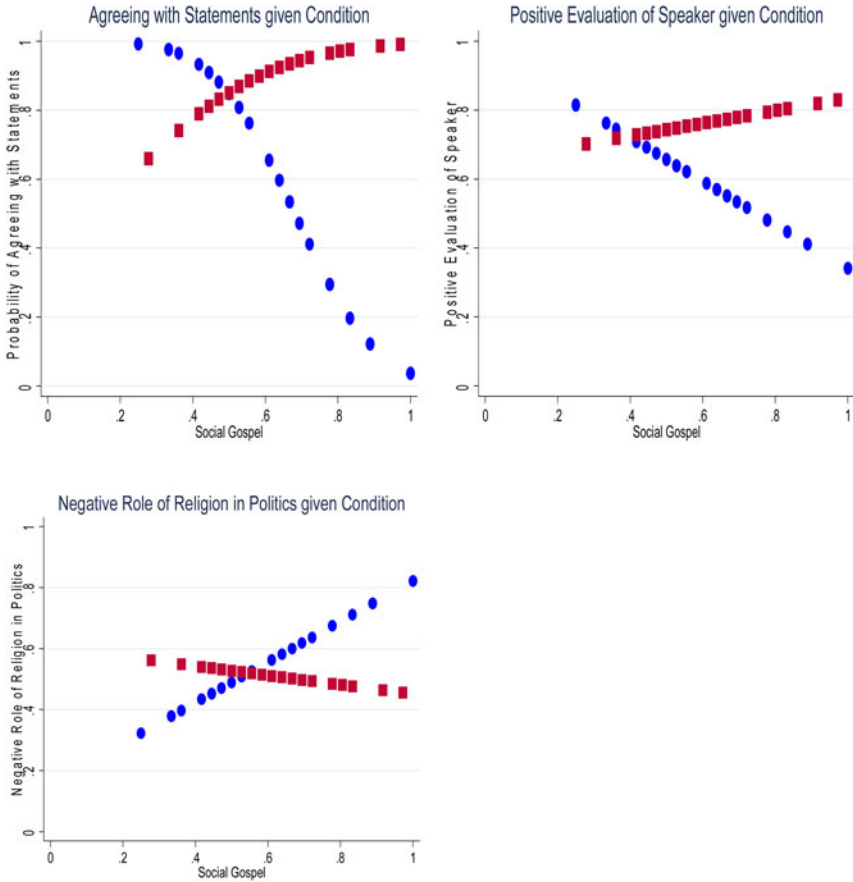 Agreeing with Statements given Condition
Probability of Agreeing with Statements
0 .2 .4 .6 .8 1
0 .2 .4 .6 .8 1
Social Gospel
Positive Evaluation of Speaker given Condition
Positive Evaluation of Speaker
0 .2 .4 .6 .8 1
0 .2 .4 .6 .8 1
Social Gospel
Negative Role of Religion in Politics given Condition
Negative Role of Religion in Politics
0 .2 .4 .6 .8 1
0 .2 .4 .6 .8 1
Social Gospel